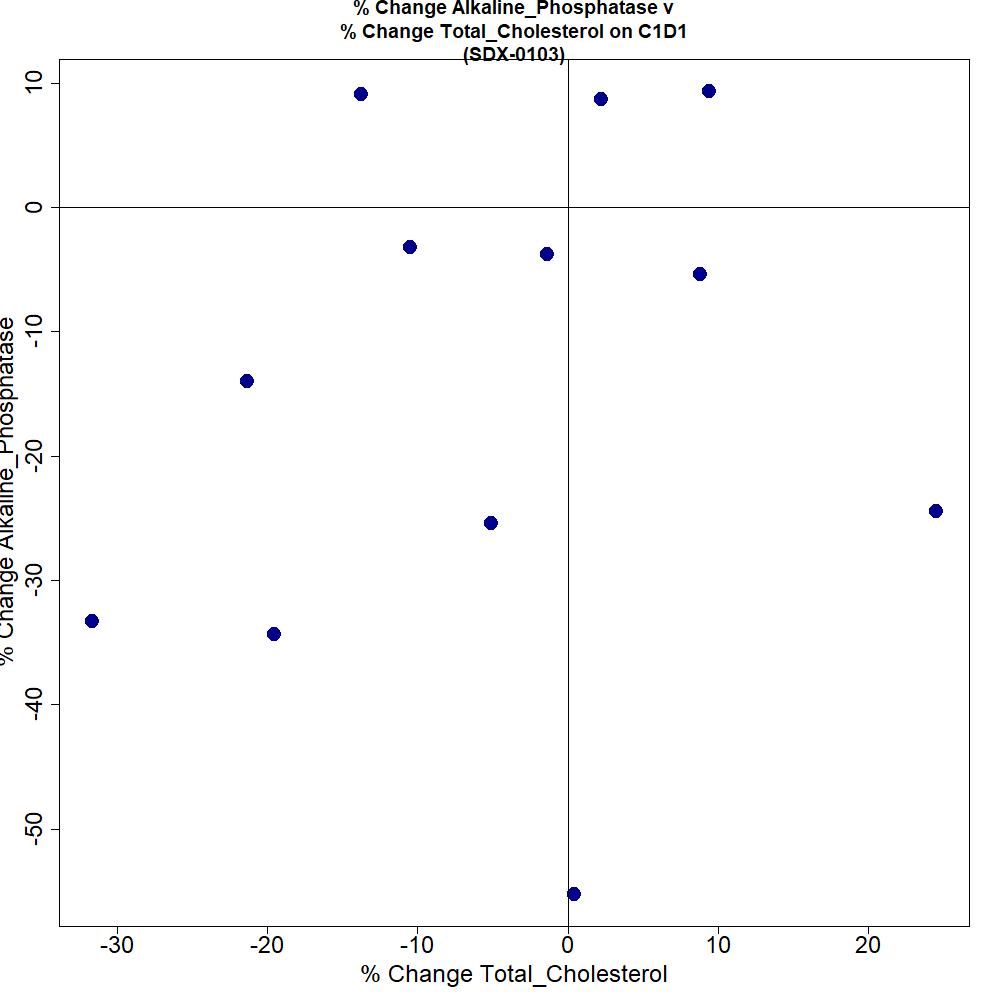 % Change Alkaline_Phosphatase v
% Change Total_Cholesterol on C1D1
(SDX-0103)
% Change Alkaline_Phosphatase
10
0
-10
-20
-30
-40
-50
-30
-20
-10
0
10
20
% Change Total_Cholesterol